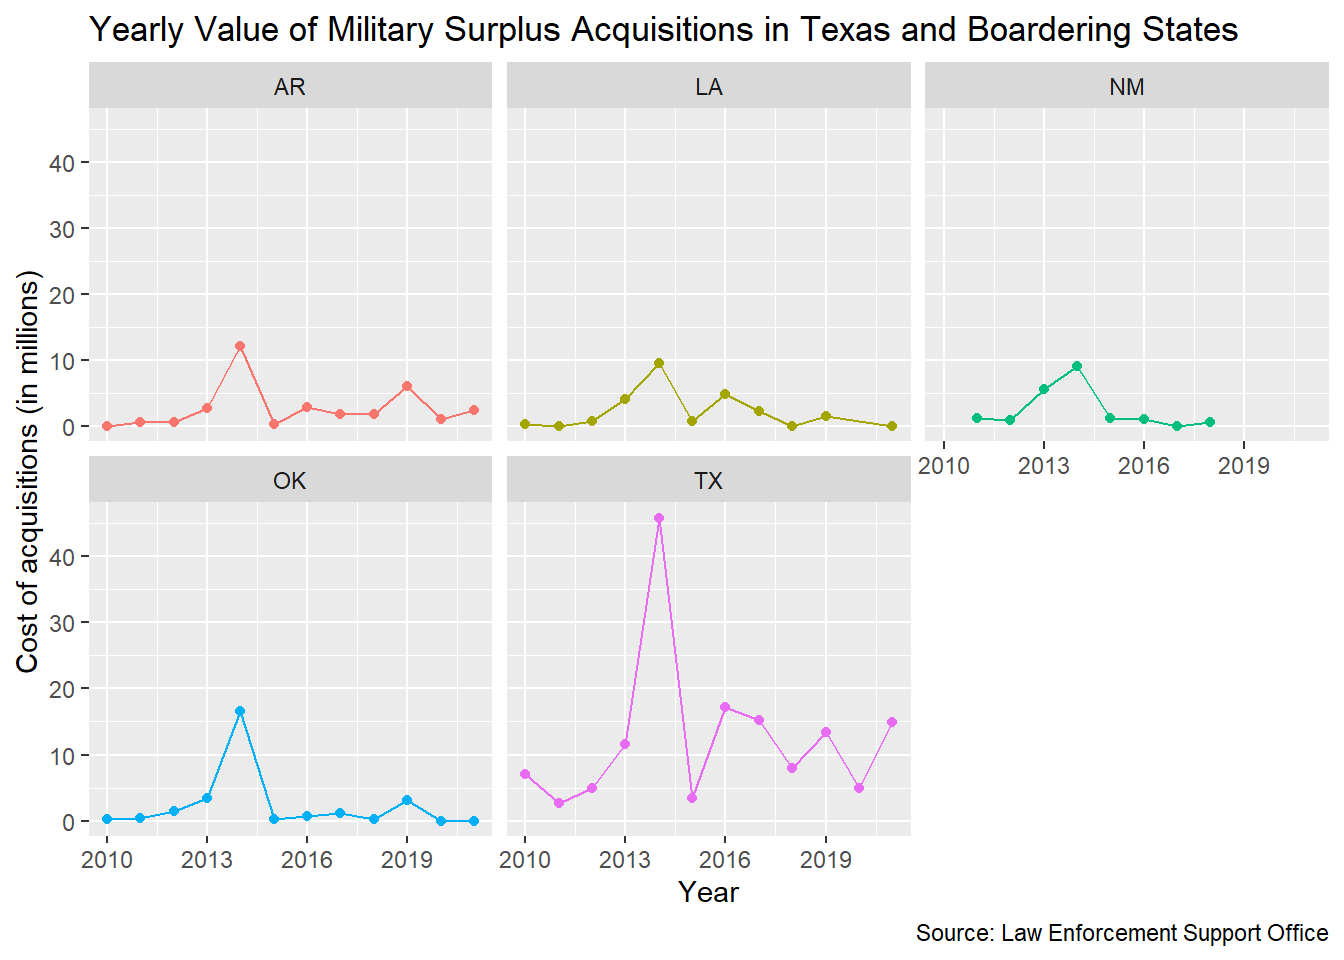 Yearly Value of Military Surplus Acquisitions in Texas and Boardering States
AR
LA
NM
40
30
20
10
0
2010 2013 2016 2019
OK
TX
40
30
20
10
0
2010 2013 2016 2019
2010 2013 2016 2019
Cost of acquisitions (in millions)
Year
Source: Law Enforcement Support Office